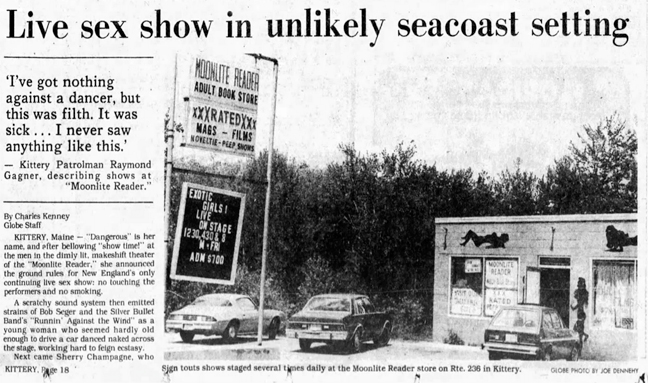 Live sex show in unlikely seacoast setting
'I've got nothing
against a dancer, but
this was filth. It was
sick . . . I never saw
anything like this.'
— Kittery Patrolman Raymond
Gagner, describing shows at
"Moonlite Reader."
By Charles Kenney
Globe Staff
KITTERY, Maine — "Dangerous" is her
name, and after bellowing "show time!" at
the men in the dimly lit, makeshift theater
of the "Moonlite Reader," she announced
the ground rules for New England's only
continuing live sex show: no touching the
performers and no smoking.
A scratchy sound system then emitted
strains of Bob Seger and the Silver Bullet
Band's "Runnin' Against the Wind" as a
young woman who seemed hardly old
enough to drive a car danced naked across
the stage, working hard to feign ecstasy.
Next came Sherry Champagne, who
KITTERY, Page 18
MOONLITE READER
ADULT BOOK STORE
XXXRATEDXXX
MAGS - FILMS
NOVELTIE - PEEP SHOWS
EXOTIC
GIRLS!
LIVE
ON STAGE
1230, 430 & 8
M - FRI
ADM $700
MOONLITE
READER
RATED
Sign touts shows staged several times daily at the Moonlite Reader store on Rte. 236 in Kittery.
GLOBE PHOTO BY JOE DENNEHY